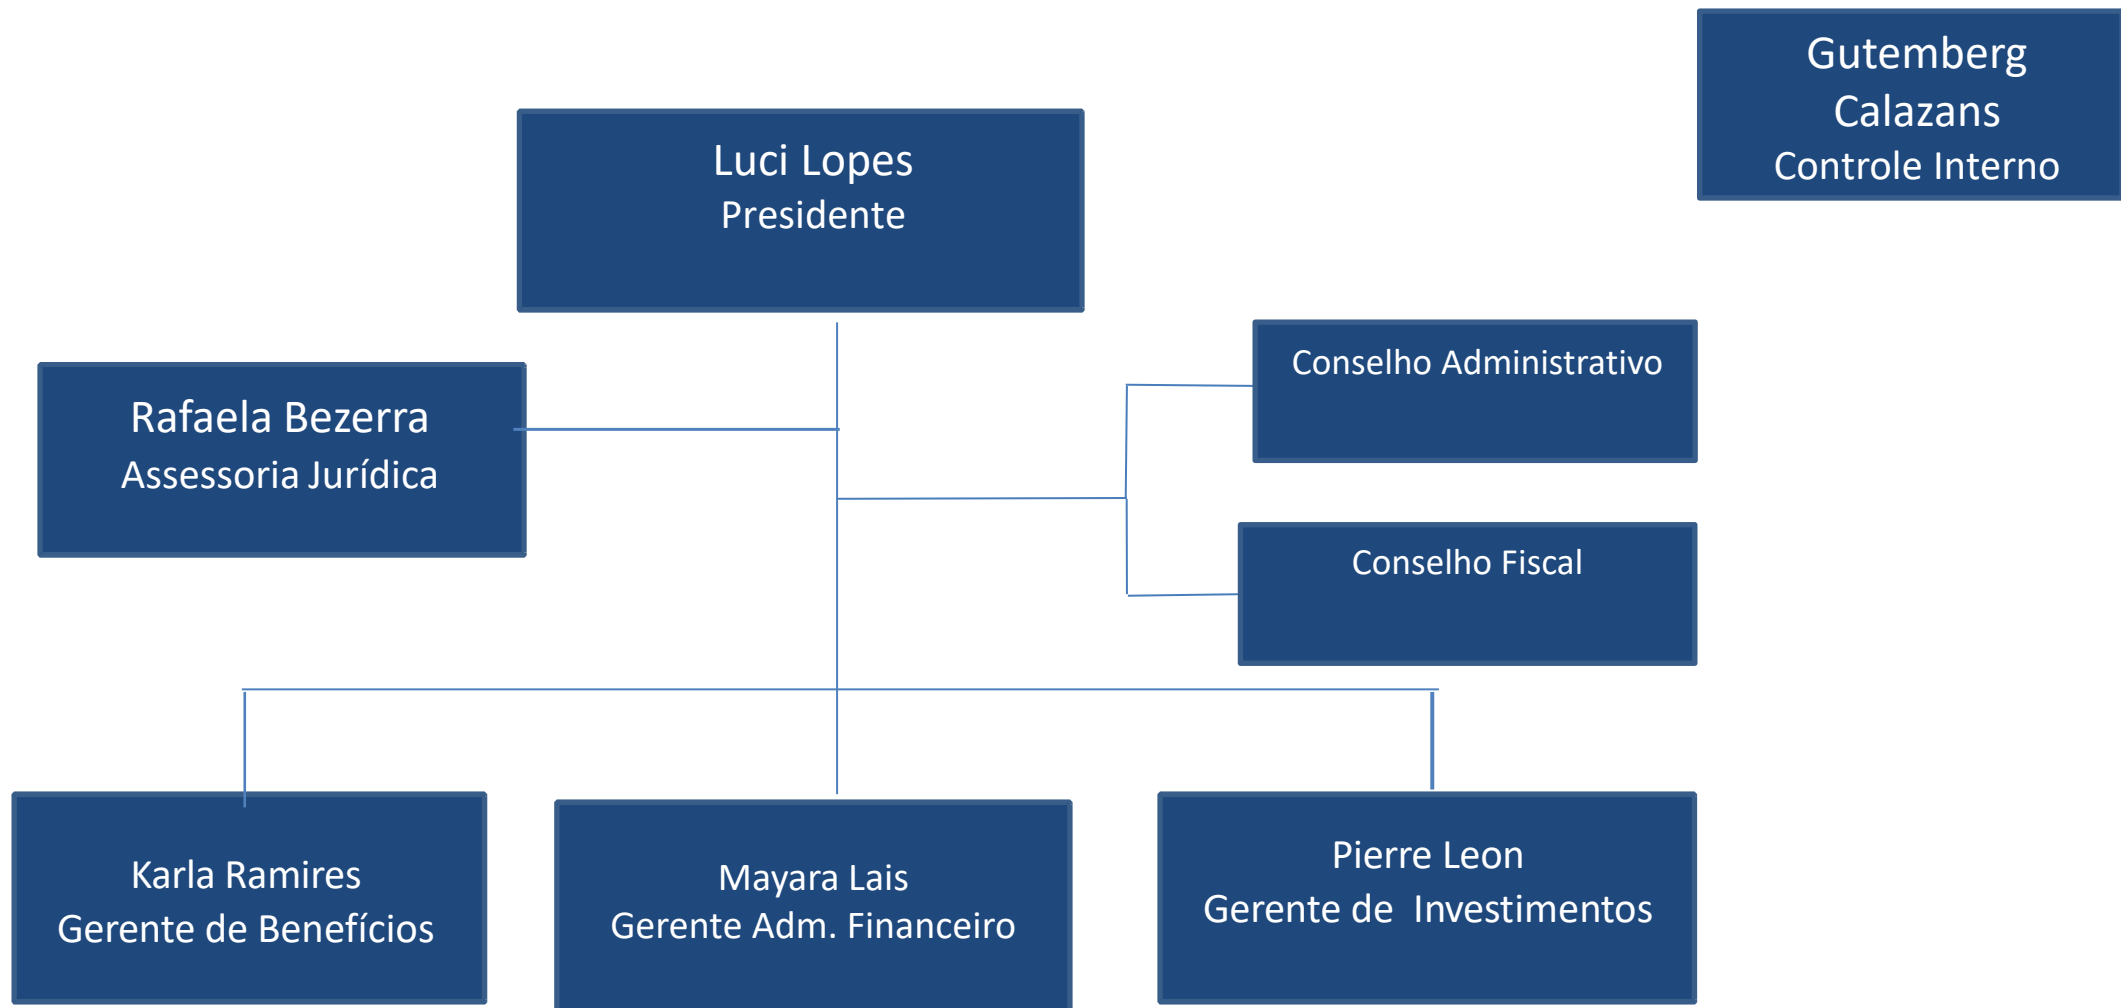 Gutemberg
Calazans
Controle Interno
Luci Lopes
Presidente
Conselho Administrativo
Rafaela Bezerra
Assessoria Jurídica
Conselho Fiscal
Karla Ramires
Gerente de Benefícios
Mayara Lais
Gerente Adm. Financeiro
Pierre Leon
Gerente de  Investimentos